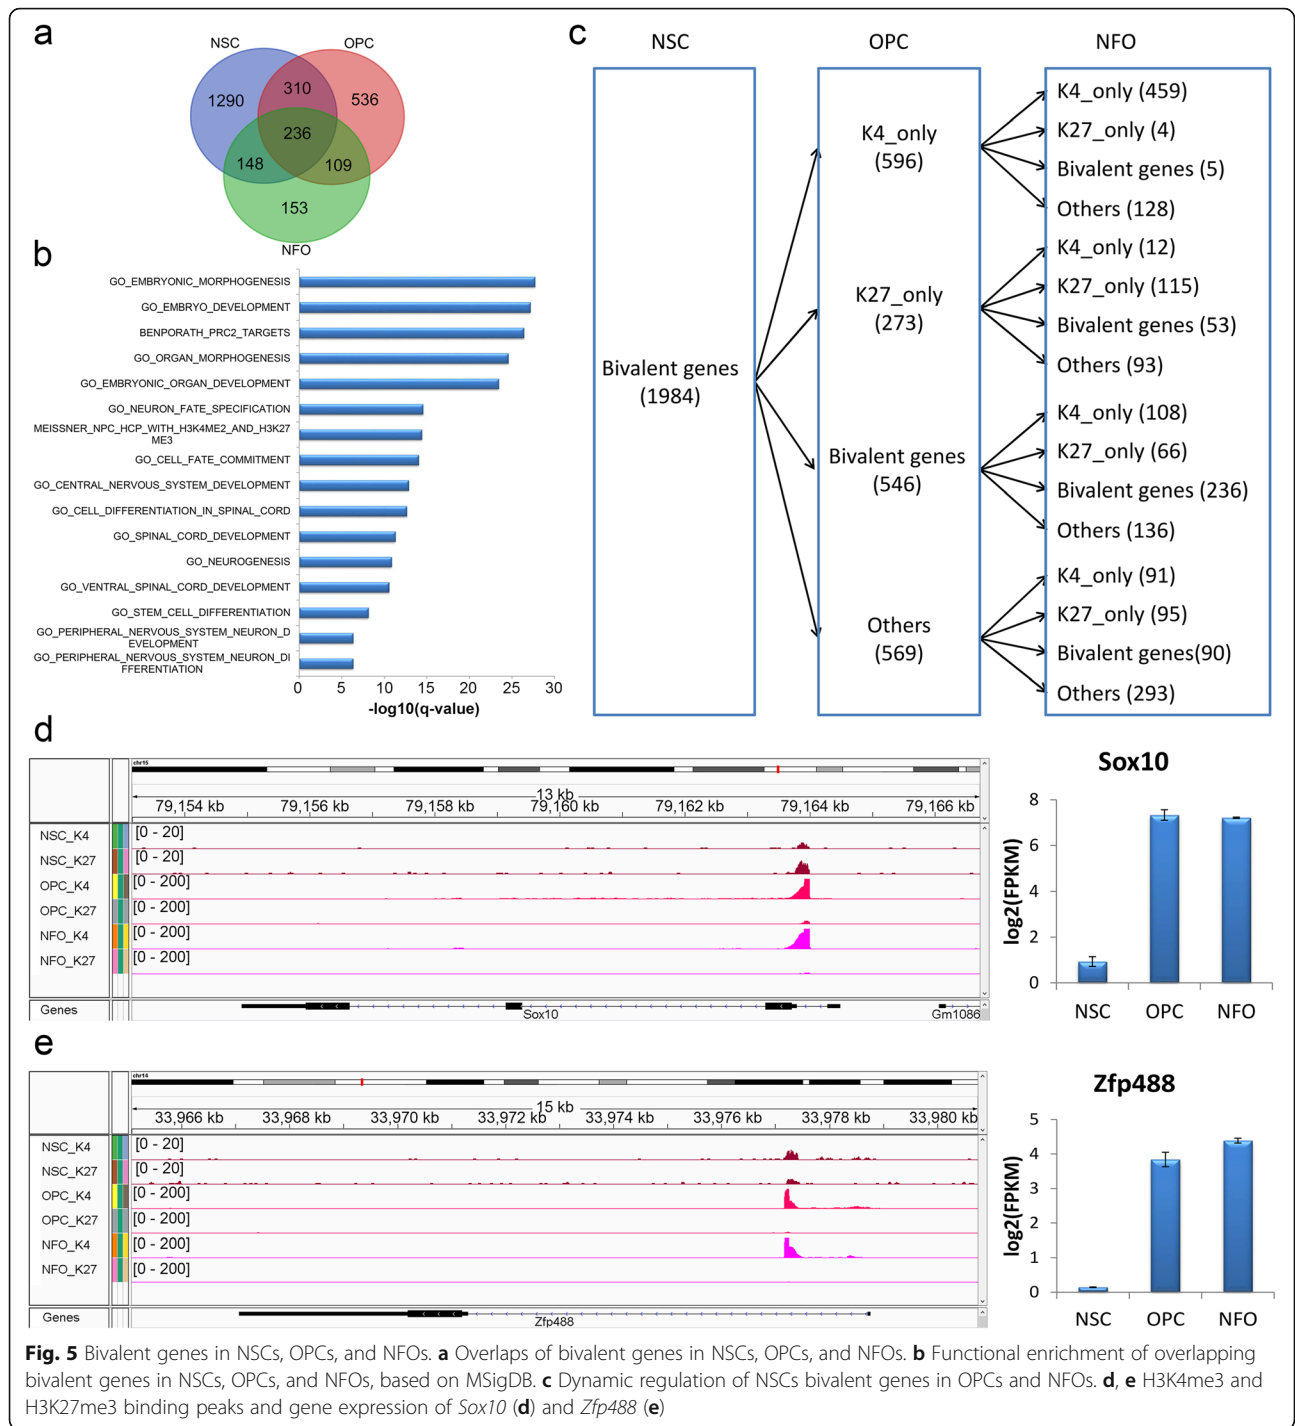 a
NSC
OPC
1290
310
536
236
148
109
153
NFO
b
GO_EMBRYONIC_MORPHOGENESIS
GO_EMBRYO_DEVELOPMENT
BENPORATH_PRC2_TARGETS
GO_ORGAN_MORPHOGENESIS
GO_EMBRYONIC_ORGAN_DEVELOPMENT
GO_NEURON_FATE_SPECIFICATION
MEISSNER_NPC_HCP_WITH_H3K4ME2_AND_H3K27
ME3
GO_CELL_FATE_COMMITMENT
GO_CENTRAL_NERVOUS_SYSTEM_DEVELOPMENT
GO_CELL_DIFFERENTIATION_IN_SPINAL_CORD
GO_SPINAL_CORD_DEVELOPMENT
GO_NEUROGENESIS
GO_VENTRAL_SPINAL_CORD_DEVELOPMENT
GO_STEM_CELL_DIFFERENTIATION
GO_PERIPHERAL_NERVOUS_SYSTEM_NEURON_D
EVELOPMENT
GO_PERIPHERAL_NERVOUS_SYSTEM_NEURON_DI
FFERENTIATION
0 5 10 15 20 25 30
-log10(q-value)
c
NSC OPC NFO
Bivalent genes
(1984)
K4_only
(596)
K27_only
(273)
Bivalent genes
(546)
Others
(569)
K4_only (459)
K27_only (4)
Bivalent genes (5)
Others (128)
K4_only (12)
K27_only (115)
Bivalent genes (53)
Others (93)
K4_only (108)
K27_only (66)
Bivalent genes (236)
Others (136)
K4_only (91)
K27_only (95)
Bivalent genes(90)
Others (293)
d
chr15
13 kb
79,154 kb 79,156 kb 79,158 kb 79,160 kb 79,162 kb 79,164 kb 79,166 kb
NSC_K4 [0 - 20]
NSC_K27 [0 - 20]
OPC_K4 [0 - 200]
OPC_K27 [0 - 200]
NFO_K4 [0 - 200]
NFO_K27 [0 - 200]
Genes
Sox10 Gm1086
Sox10
log2(FPKM)
8
6
4
2
0
NSC OPC NFO
e
chr14
15 kb
33,966 kb 33,968 kb 33,970 kb 33,972 kb 33,974 kb 33,976 kb 33,978 kb 33,980 kb
NSC_K4 [0 - 20]
NSC_K27 [0 - 20]
OPC_K4 [0 - 200]
OPC_K27 [0 - 200]
NFO_K4 [0 - 200]
NFO_K27 [0 - 200]
Genes
Zfp488
Zfp488
log2(FPKM)
5
4
3
2
1
0
NSC OPC NFO
Fig. 5 Bivalent genes in NSCs, OPCs, and NFOs. a Overlaps of bivalent genes in NSCs, OPCs, and NFOs. b Functional enrichment of overlapping
bivalent genes in NSCs, OPCs, and NFOs, based on MSigDB. c Dynamic regulation of NSCs bivalent genes in OPCs and NFOs. d, e H3K4me3 and
H3K27me3 binding peaks and gene expression of Sox10 (d) and Zfp488 (e)